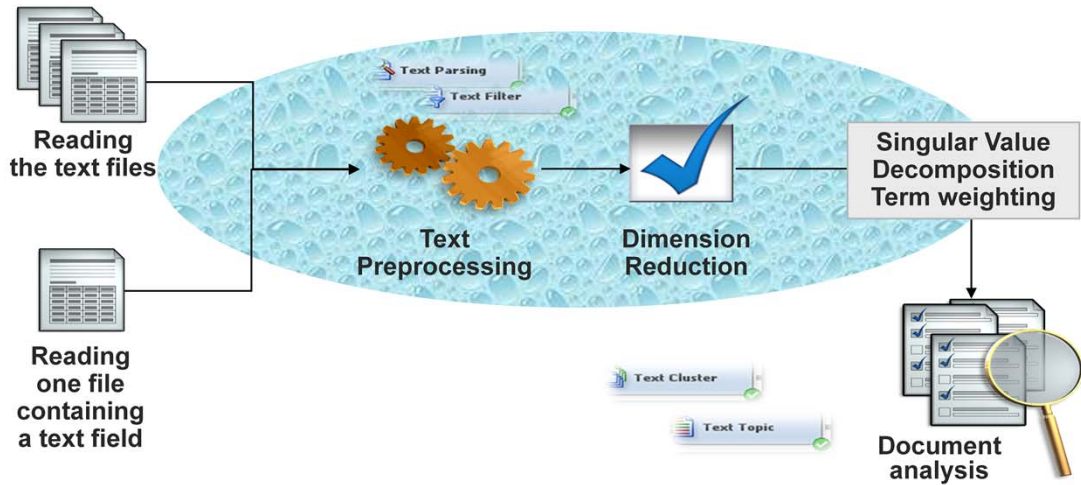 Reading
the text files
Text Parsing
Text Filter
Text
Preprocessing
Dimension
Reduction
Singular Value
Decomposition
Term weighting
Reading
one file
containing
a text field
Text Cluster
Text Topic
Document
analysis